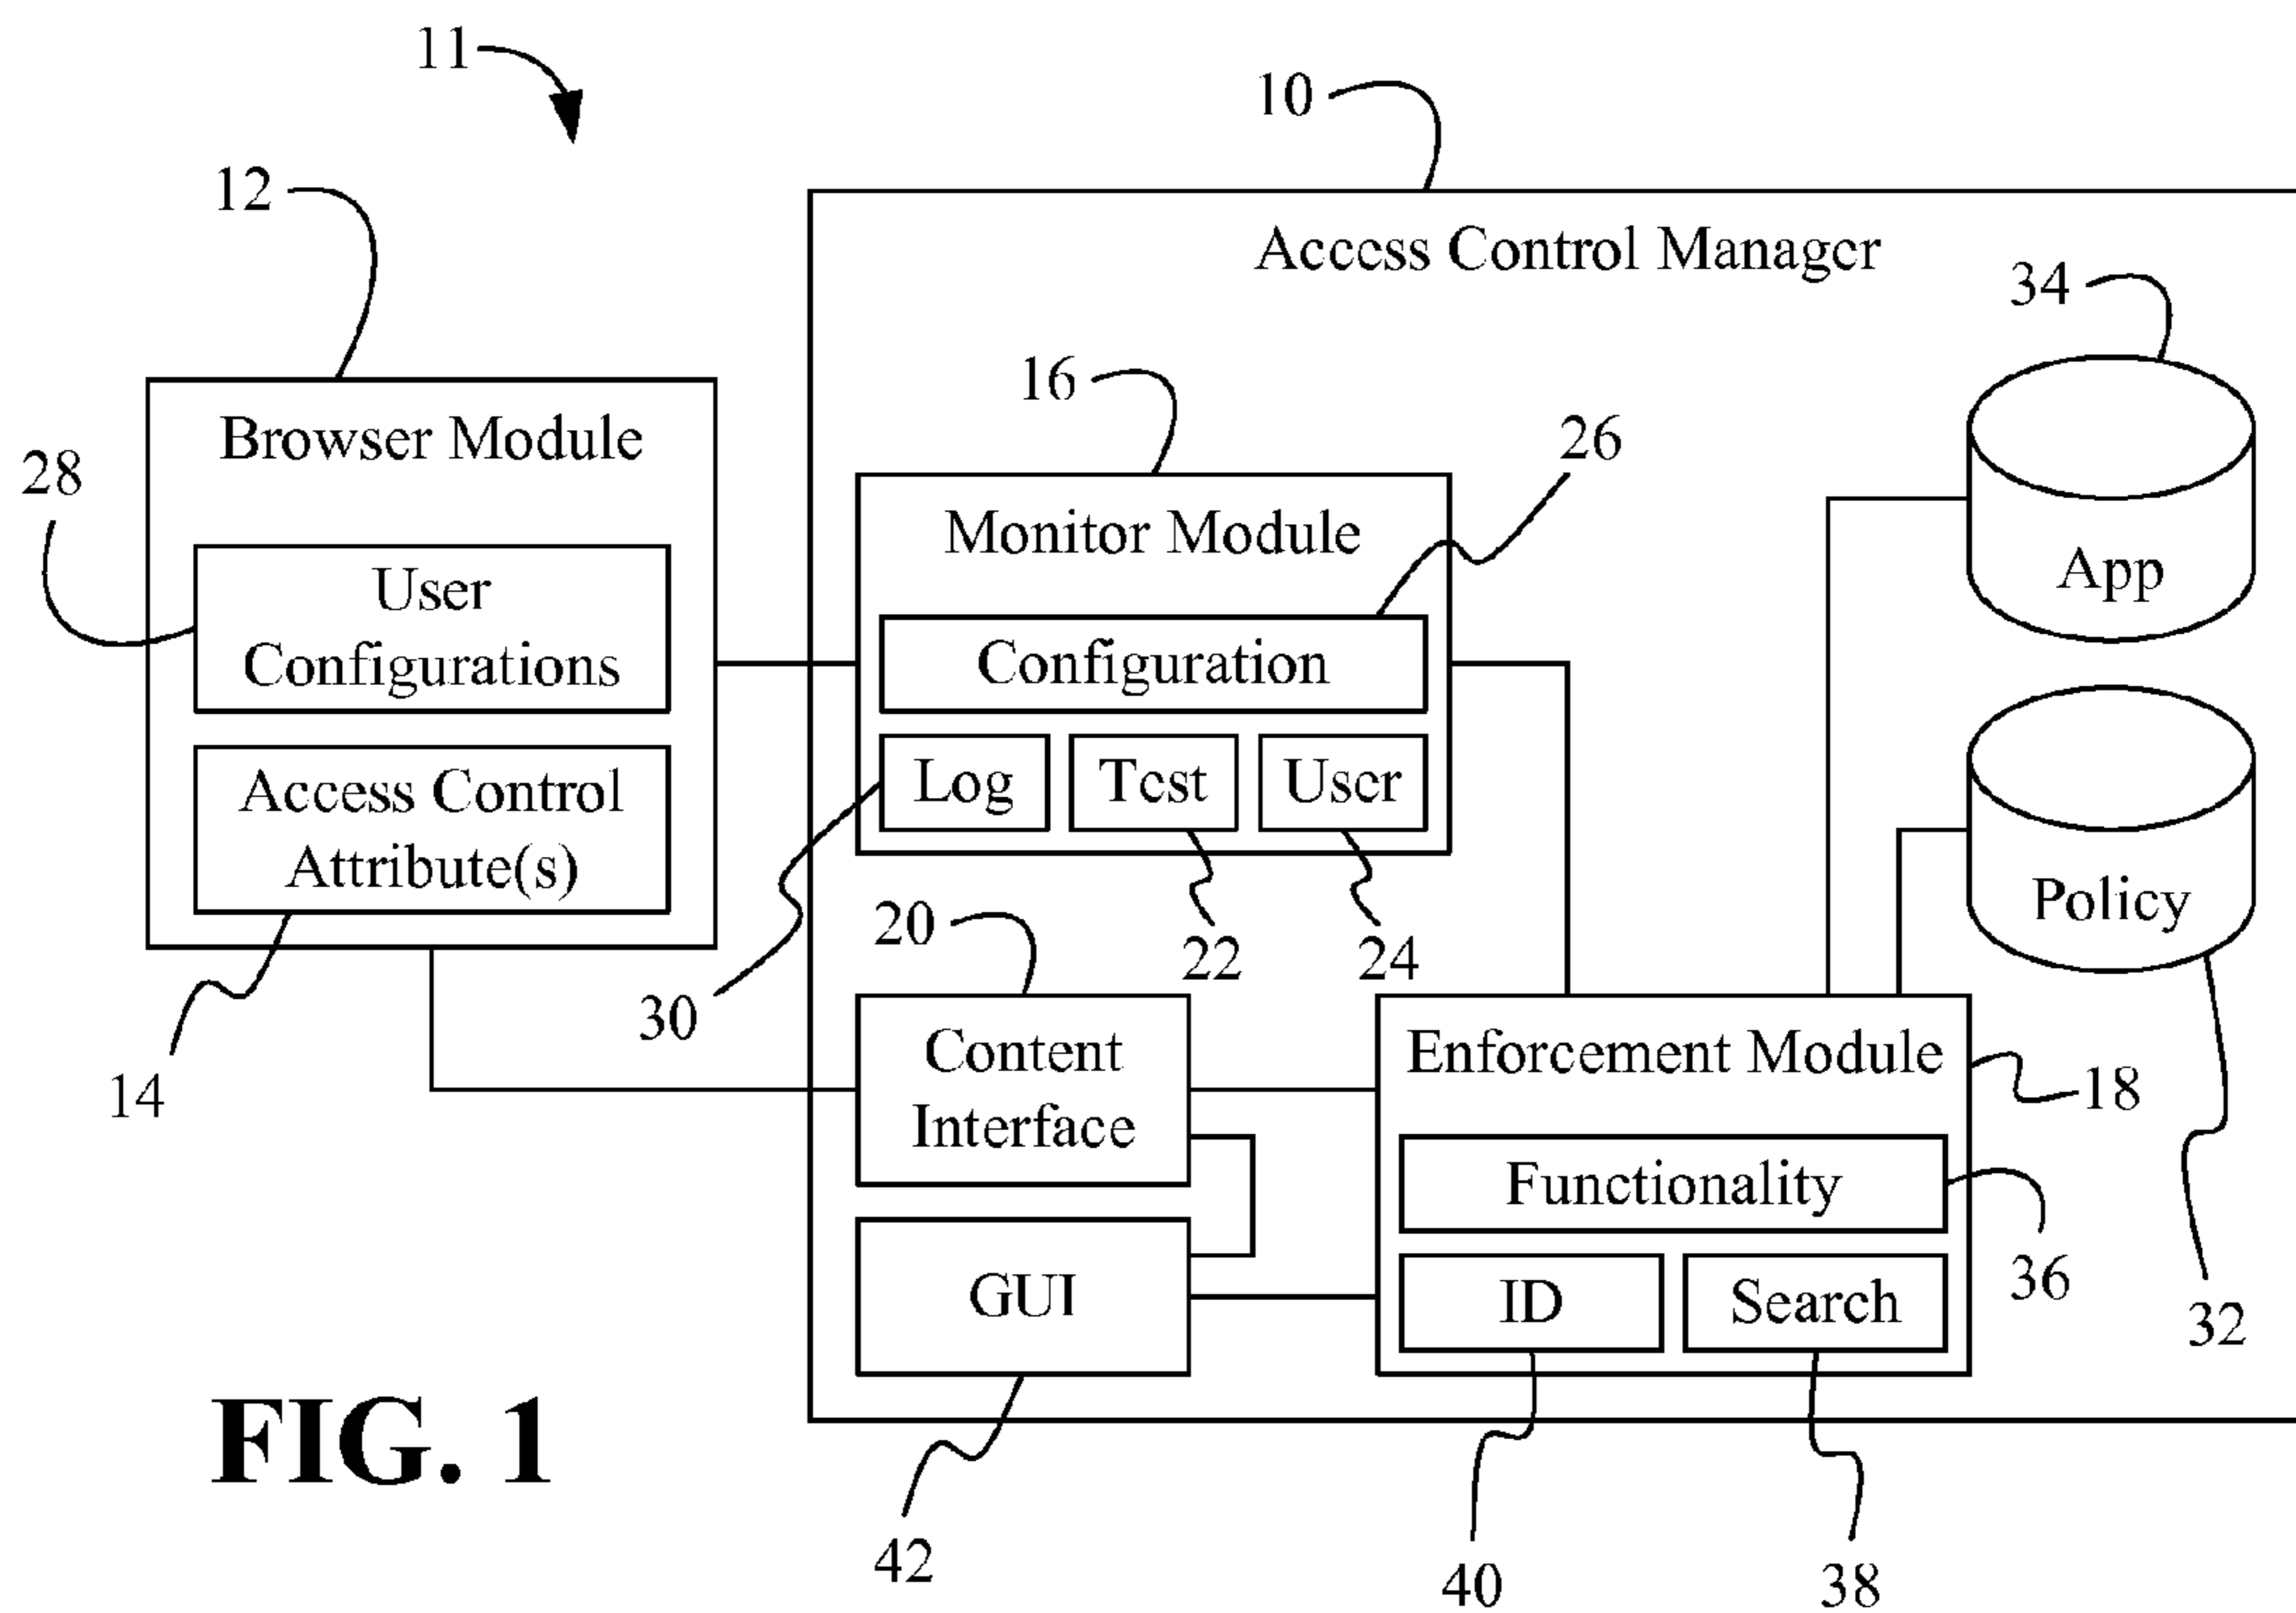 11
10
12
Access Control Manager
34
16
Browser Module
26
28
Monitor Module
User
Configurations
App
Configuration
Log
Test
User
Access Control
Attribute(s)
Policy
20
22
24
30
Content
Interface
Enforcement Module
18
14
Functionality
36
GUI
ID
Search
32
FIG. 1
42
40
38